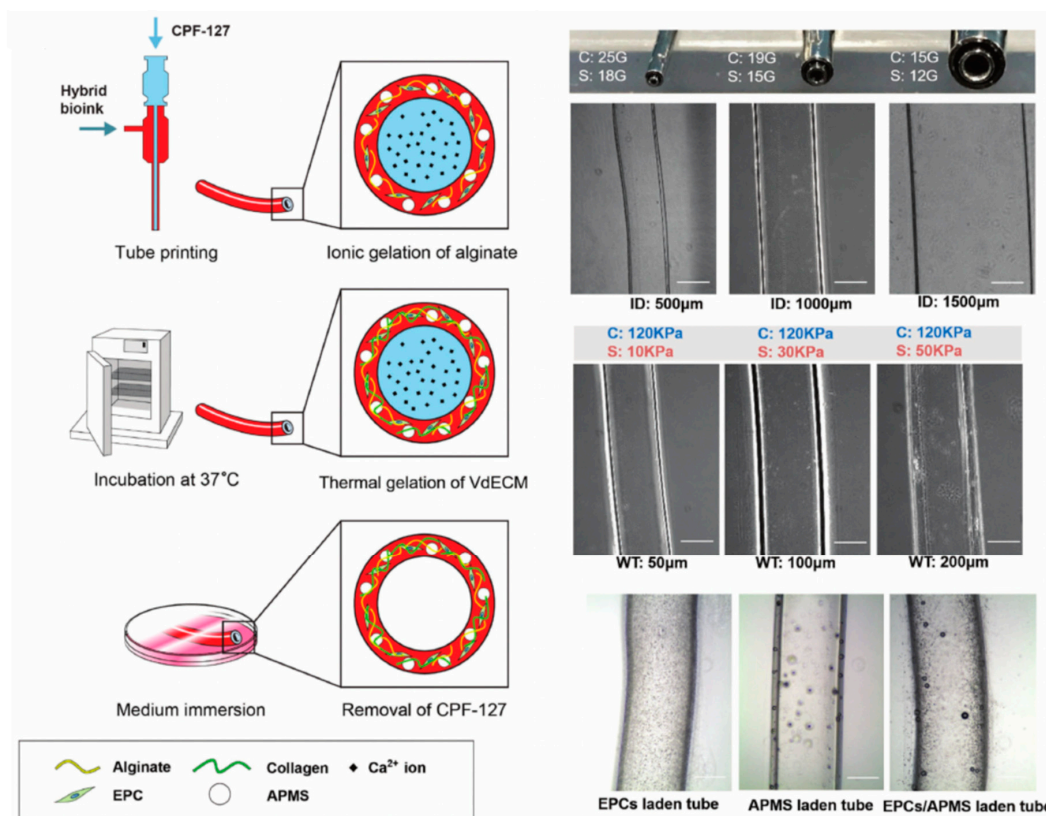 CPF-127
Hybrid
bioink
Tube printing
Ionic gelation of alginate
Incubation at 37°C
Thermal gelation of VdECM
Medium immersion
Removal of CPF-127
Alginate
Collagen
Ca²⁺ ion
EPC
APMS
C: 25G
S: 18G
C: 19G
S: 15G
C: 15G
S: 12G
ID: 500µm
ID: 1000µm
ID: 1500µm
C: 120KPa
S: 10KPa
C: 120KPa
S: 30KPa
C: 120KPa
S: 50KPa
WT: 50µm
WT: 100µm
WT: 200µm
EPCs laden tube
APMS laden tube
EPCs/APMS laden tube